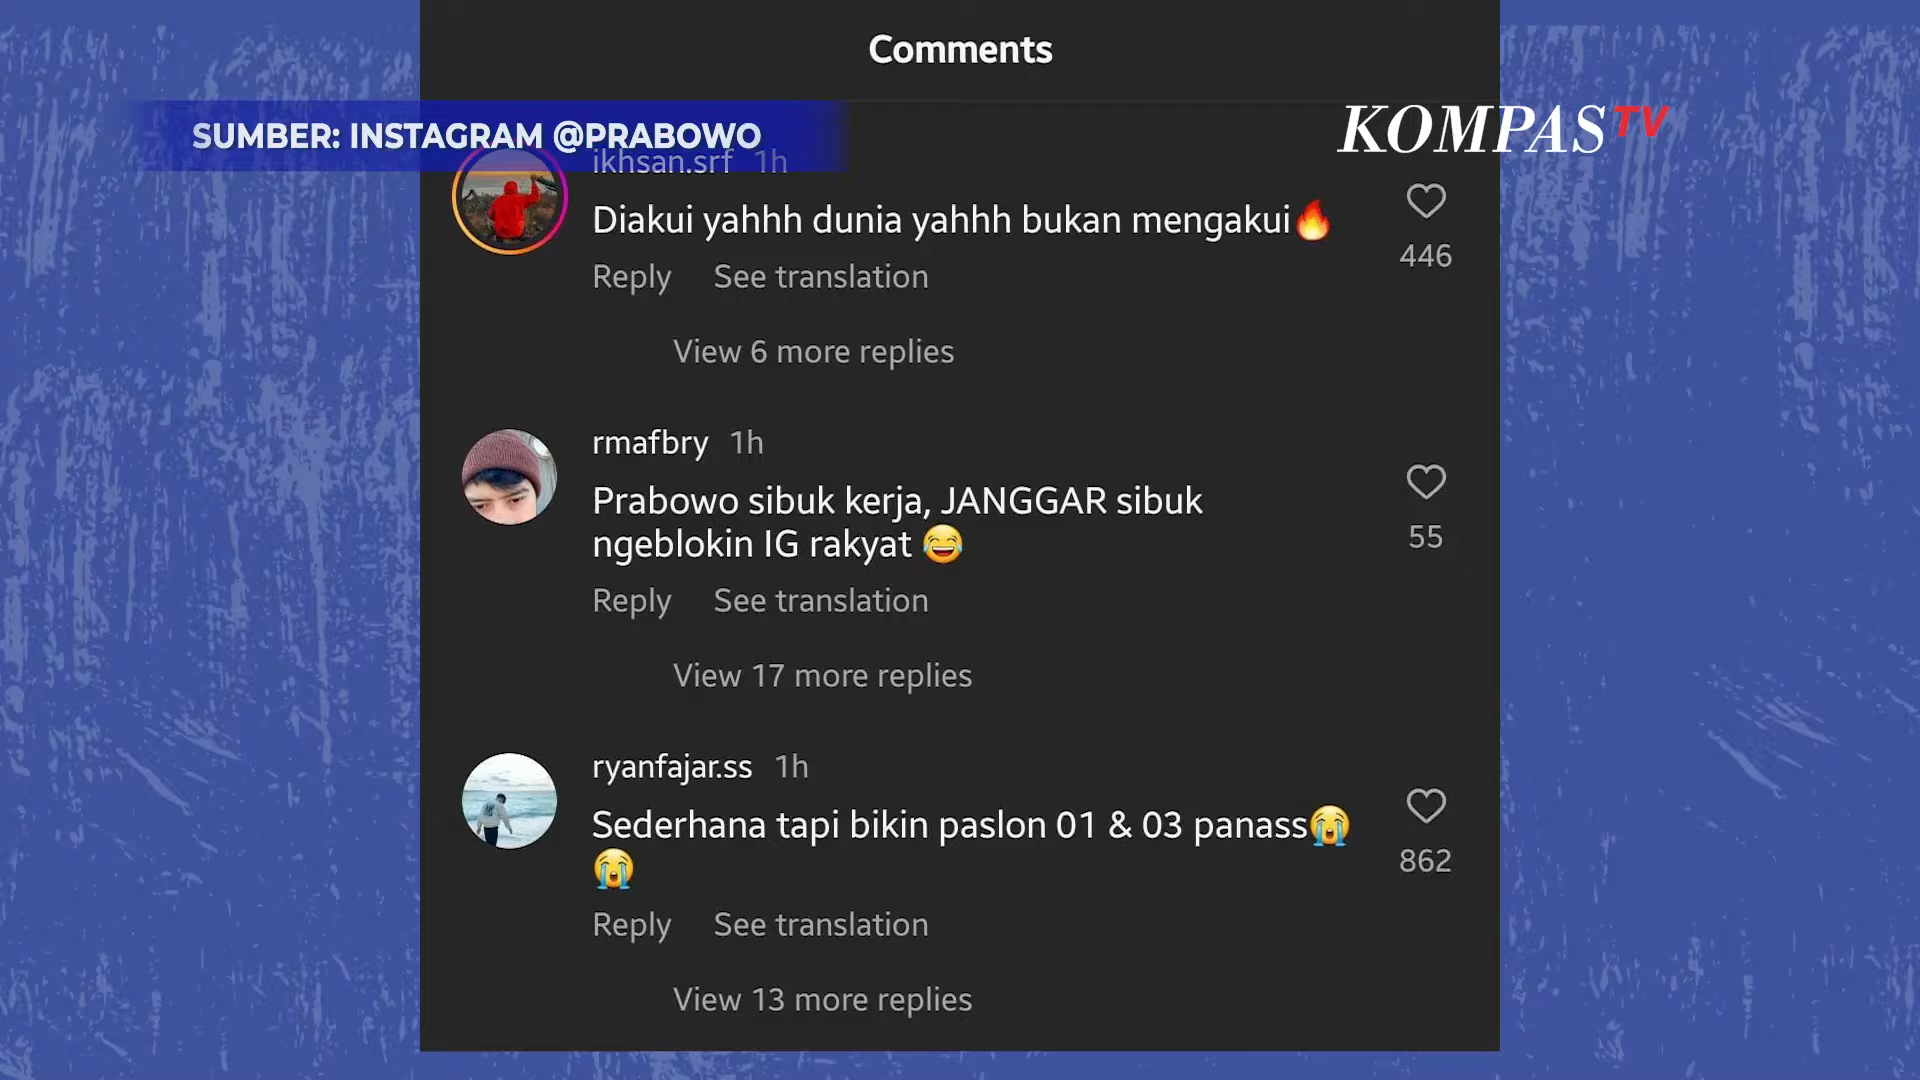 Comments
SUMBER: INSTAGRAM @PRABOWO
KOMPAS TV
ikhsan.srf 1h
Diakui yahhh dunia yahhh bukan mengakui🔥
446
Reply See translation
View 6 more replies
rmafbry 1h
Prabowo sibuk kerja, JANGGAR sibuk
ngeblokin IG rakyat 😂
55
Reply See translation
View 17 more replies
ryanfajar.ss 1h
Sederhana tapi bikin paslon 01 & 03 panass😭
😭
862
Reply See translation
View 13 more replies